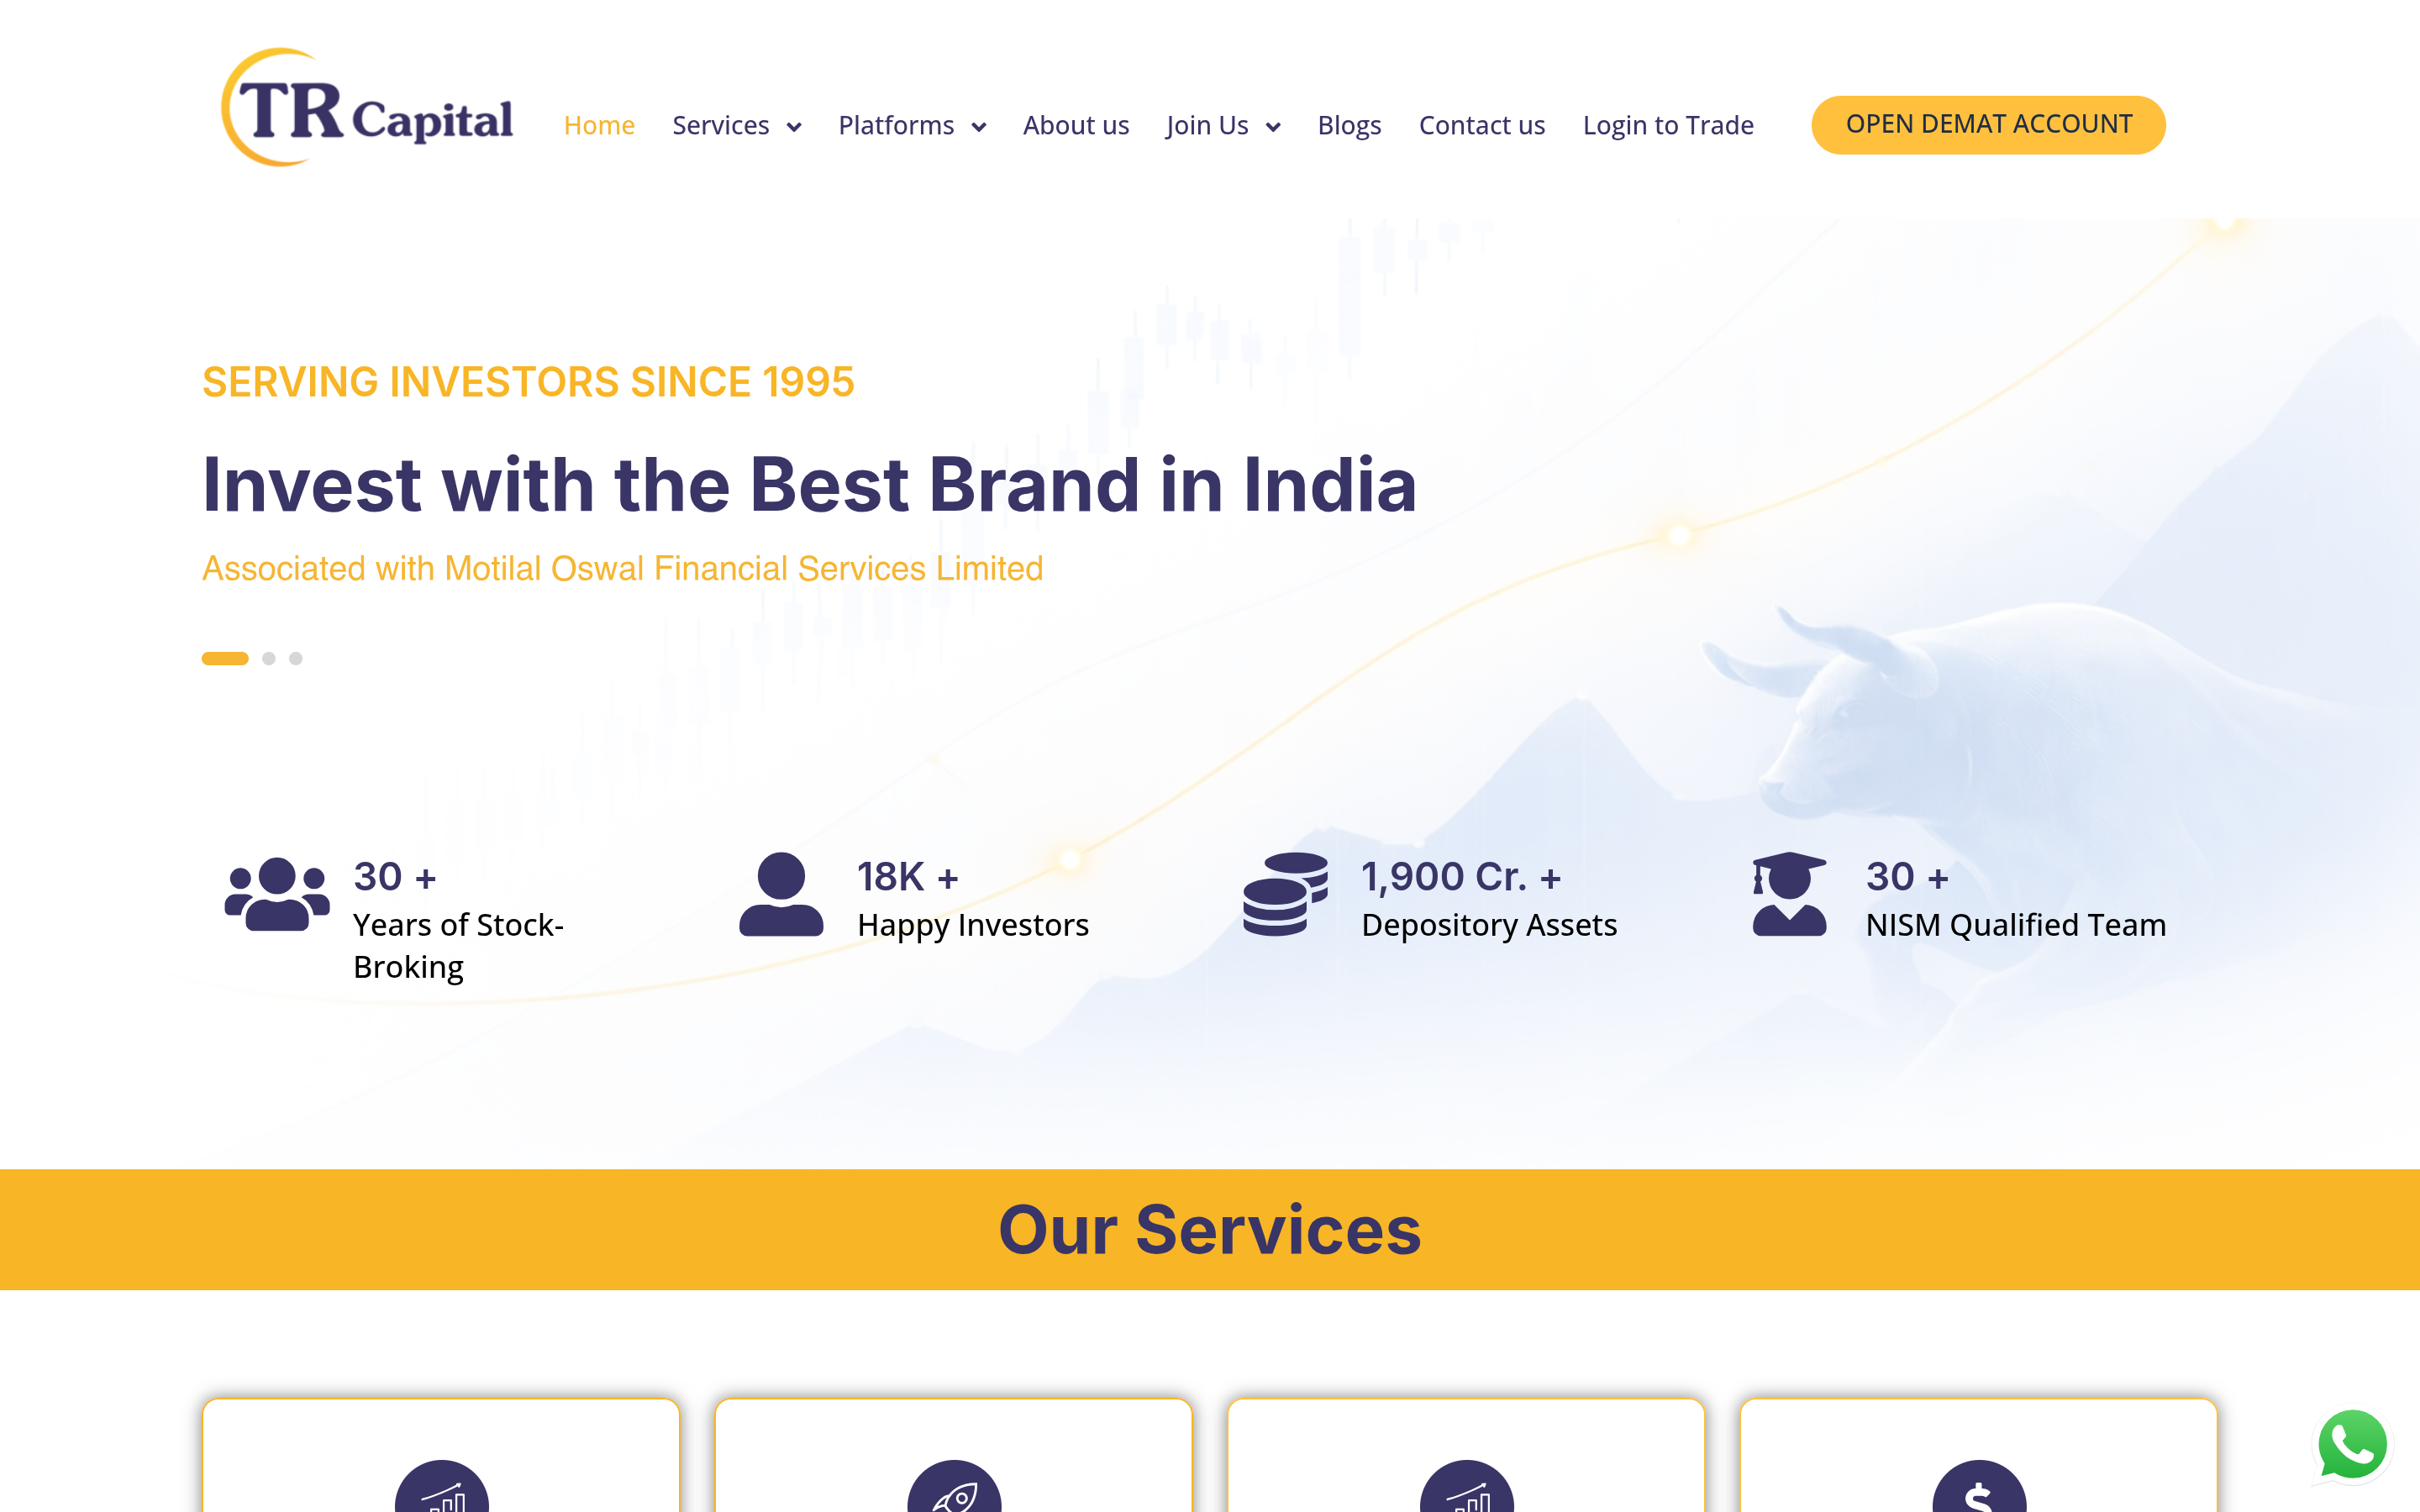 TR Capital
Home
Services
Platforms
About us
Join Us
Blogs
Contact us
Login to Trade
OPEN DEMAT ACCOUNT
SERVING INVESTORS SINCE 1995
Invest with the Best Brand in India
Associated with Motilal Oswal Financial Services Limited
30 +
Years of Stock-
Broking
18K +
Happy Investors
1,900 Cr. +
Depository Assets
30 +
NISM Qualified Team
Our Services